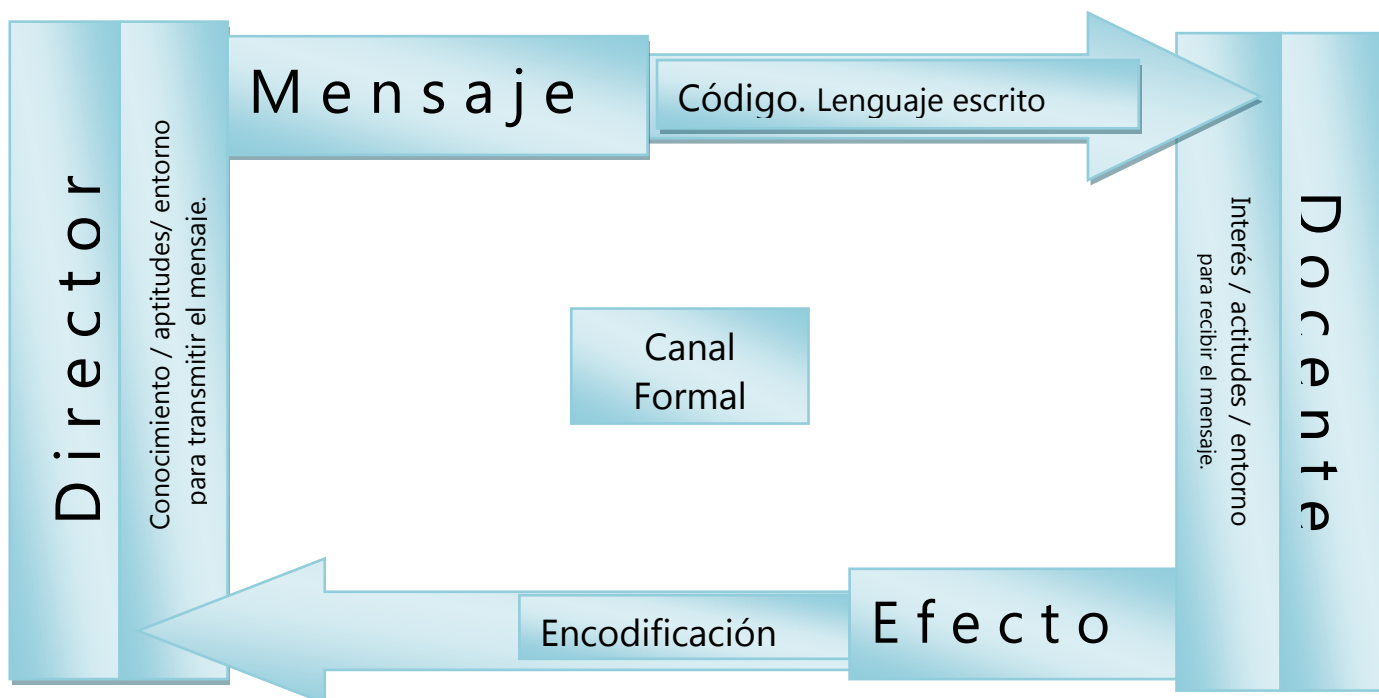 Mensaje
Código. Lenguaje escrito
Director
Conocimiento / aptitudes/ entorno
para transmitir el mensaje.
Canal
Formal
Docente
Interés / actitudes / entorno
para recibir el mensaje.
Encodificación
Efecto